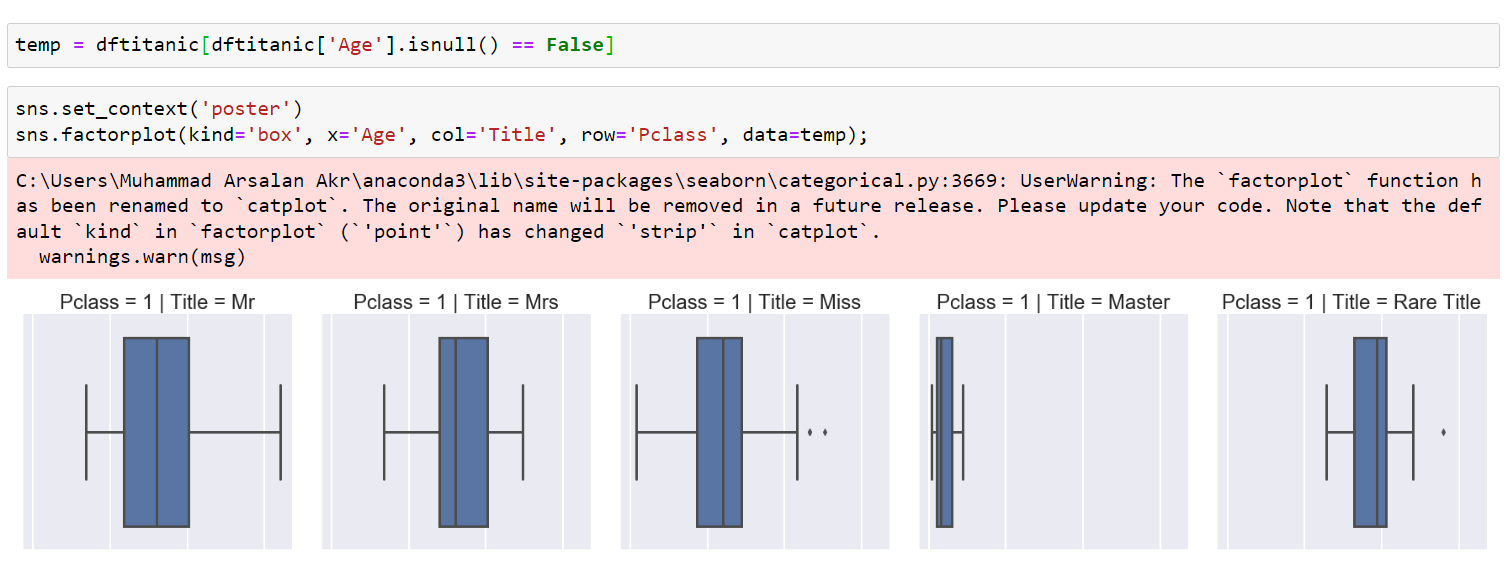 temp = dftitanic[dftitanic['Age'].isnull() == False]
sns.set_context('poster')
sns.factorplot(kind='box', x='Age', col='Title', row='Pclass', data=temp);
C:\Users\Muhammad Arsalan Akr\anaconda3\lib\site-packages\seaborn\categorical.py:3669: UserWarning: The `factorplot` function h
as been renamed to `catplot`. The original name will be removed in a future release. Please update your code. Note that the def
ault `kind` in `factorplot` (`'point'`) has changed `'strip'` in `catplot`.
  warnings.warn(msg)
Pclass = 1 | Title = Mr
Pclass = 1 | Title = Mrs
Pclass = 1 | Title = Miss
Pclass = 1 | Title = Master
Pclass = 1 | Title = Rare Title